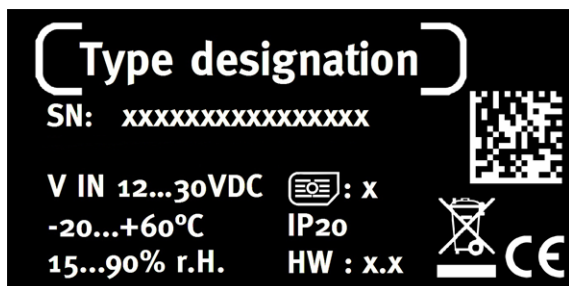 Type designation
SN: xxxxxxxxxxxxxxxx
V IN 12...30VDC
: x
-20...+60°C
IP20
15...90% r.H.
HW : x.x
CE